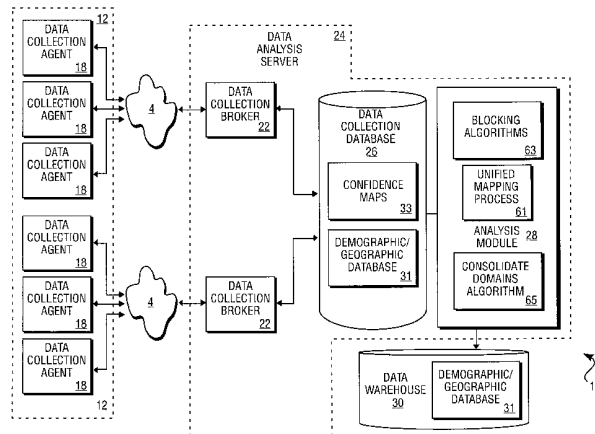 12
DATA
COLLECTION
AGENT
18
DATA
COLLECTION
AGENT
18
DATA
COLLECTION
AGENT
18
DATA
COLLECTION
AGENT
18
DATA
COLLECTION
AGENT
18
DATA
COLLECTION
AGENT
18
12
4
4
DATA
ANALYSIS
SERVER
24
DATA
COLLECTION
BROKER
22
DATA
COLLECTION
BROKER
22
DATA
COLLECTION
DATABASE
26
CONFIDENCE
MAPS
33
DEMOGRAPHIC/
GEOGRAPHIC
DATABASE
31
BLOCKING
ALGORITHMS
63
UNIFIED
MAPPING
PROCESS
61
ANALYSIS 28
MODULE
CONSOLIDATE
DOMAINS
ALGORITHM
65
DATA
WAREHOUSE
30
DEMOGRAPHIC/
GEOGRAPHIC
DATABASE
31
1